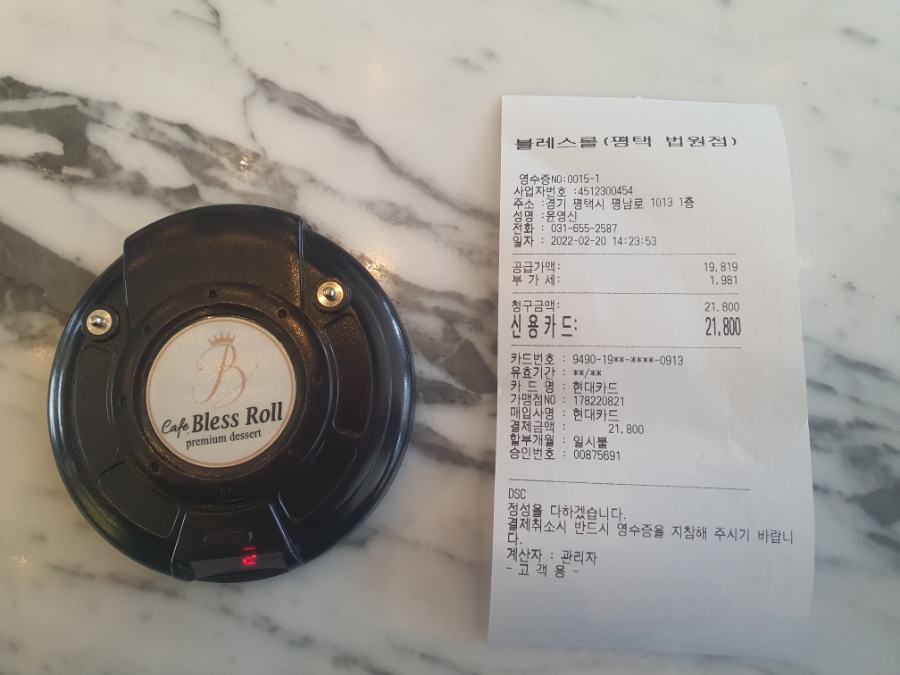 B
Cafe Bless Roll
premium dessert
2
블레스롤(평택 법원점)
영수증NO:0015-1
사업자번호 :4512300454
주소 :경기 평택시 평남로 1013 1층
성명 :윤영신
전화 : 031-655-2587
일자 : 2022-02-20 14:23:53
공급가액: 19,819
부 가 세: 1,981
청구금액: 21,800
신용카드: 21,800
카드번호 : 9490-19**-****-0913
유효기간 : **/**
카 드 명 : 현대카드
가맹점NO : 178220821
매입사명 : 현대카드
결제금액 : 21,800
할부개월 : 일시불
승인번호 : 00875691
DSC
정성을 다하겠습니다.
결제취소시 반드시 영수증을 지참해 주시기 바랍니
다.
계산자 : 관리자
- 고 객 용 -